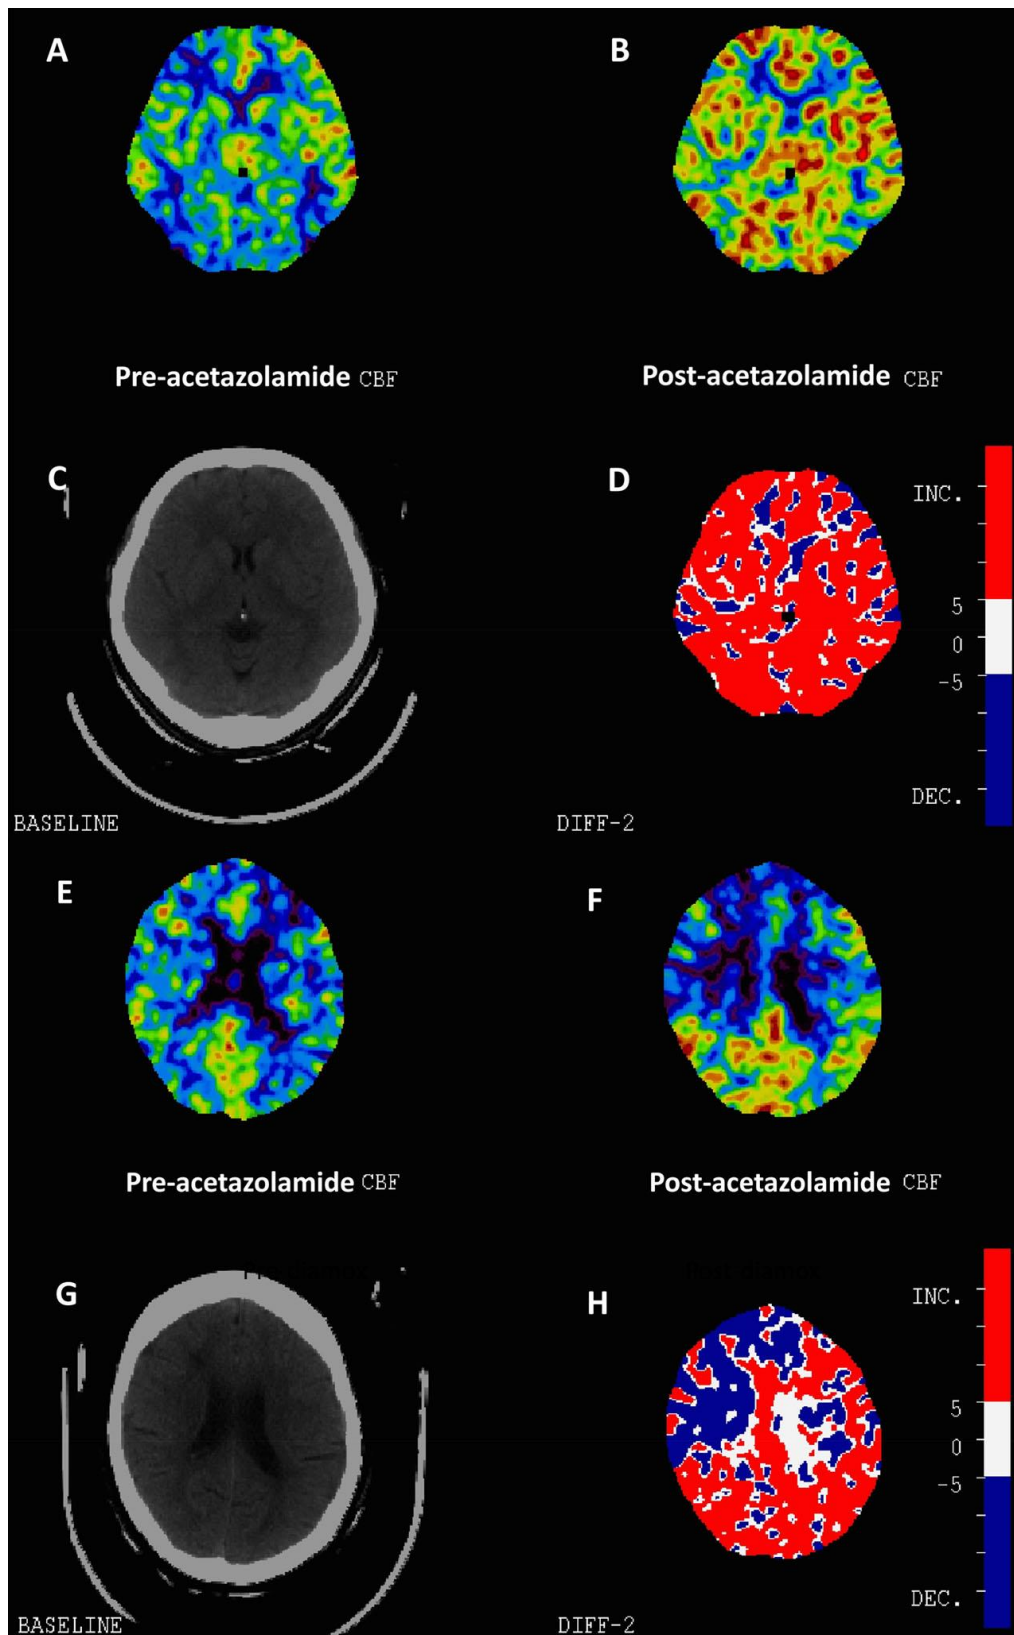 A
B
Pre-acetazolamide CBF
Post-acetazolamide CBF
C
D
INC.
5
0
-5
DEC.
BASELINE
DIFF-2
E
F
Pre-acetazolamide CBF
Post-acetazolamide CBF
G
H
INC.
5
0
-5
DEC.
BASELINE
DIFF-2